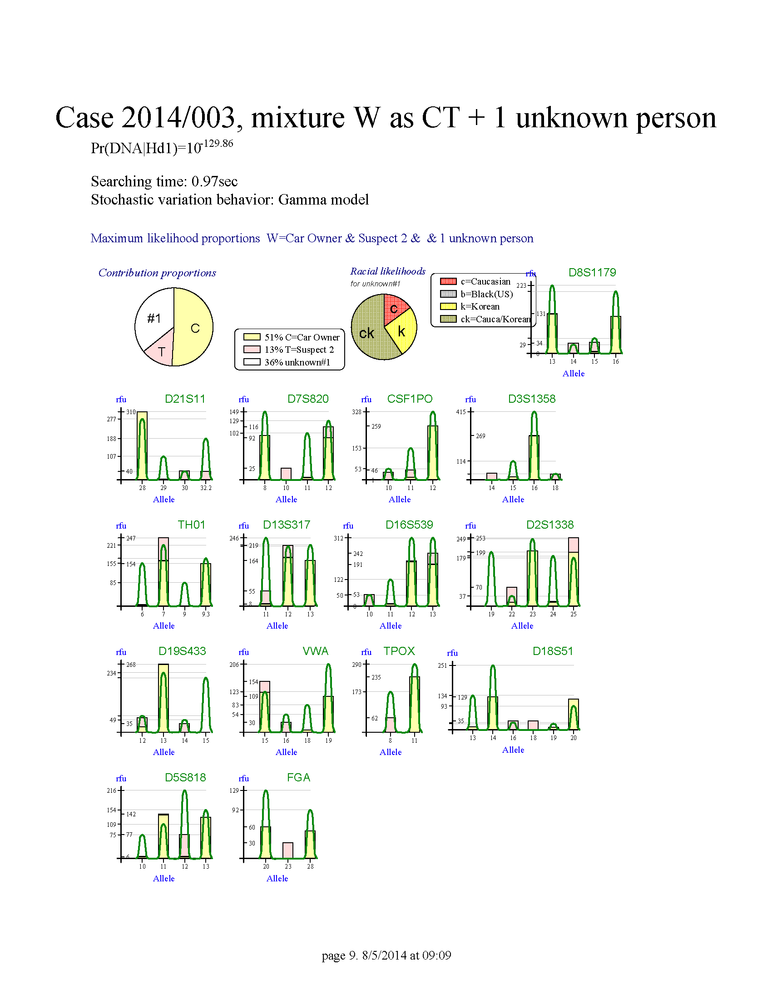 Case 2014/003, mixture W as CT + 1 unknown person
Pr(DNA|Hd1)=10-129.86
Searching time: 0.97sec
Stochastic variation behavior: Gamma model
Maximum likelihood proportions W=Car Owner & Suspect 2 & & 1 unknown person
Contribution proportions
#1
C
T
51% C=Car Owner
13% T=Suspect 2
36% unknown#1
Racial likelihoods
for unknown#1
c
k
ck
c=Caucasian
b=Black(US)
k=Korean
ck=Cauca/Korean
rfu D8S1179
223
131
34
29
0
13 14 15 16
Allele
rfu D21S11
310
277
188
107
40
28 29 30 32.2
Allele
rfu D7S820
149
129
116
102
92
25
8 10 11 12
Allele
rfu CSF1PO
328
259
153
53
46
1
10 11 12
Allele
rfu D3S1358
415
269
114
14 15 16 18
Allele
rfu TH01
247
221
155
154
85
6 7 9 9.3
Allele
rfu D13S317
246
219
164
55
8
11 12 13
Allele
rfu D16S539
312
242
191
122
53
50
8
10 11 12 13
Allele
rfu D2S1338
253
249
199
179
70
37
19 22 23 24 25
Allele
rfu D19S433
268
234
49
35
12 13 14 15
Allele
rfu VWA
206
154
123
109
83
54
30
15 16 18 19
Allele
rfu TPOX
290
235
173
62
8 11
Allele
rfu D18S51
251
134
129
93
35
13 14 16 18 19 20
Allele
rfu D5S818
216
154
142
109
77
75
6
10 11 12 13
Allele
rfu FGA
129
92
60
30
20 23 28
Allele
page 9. 8/5/2014 at 09:09